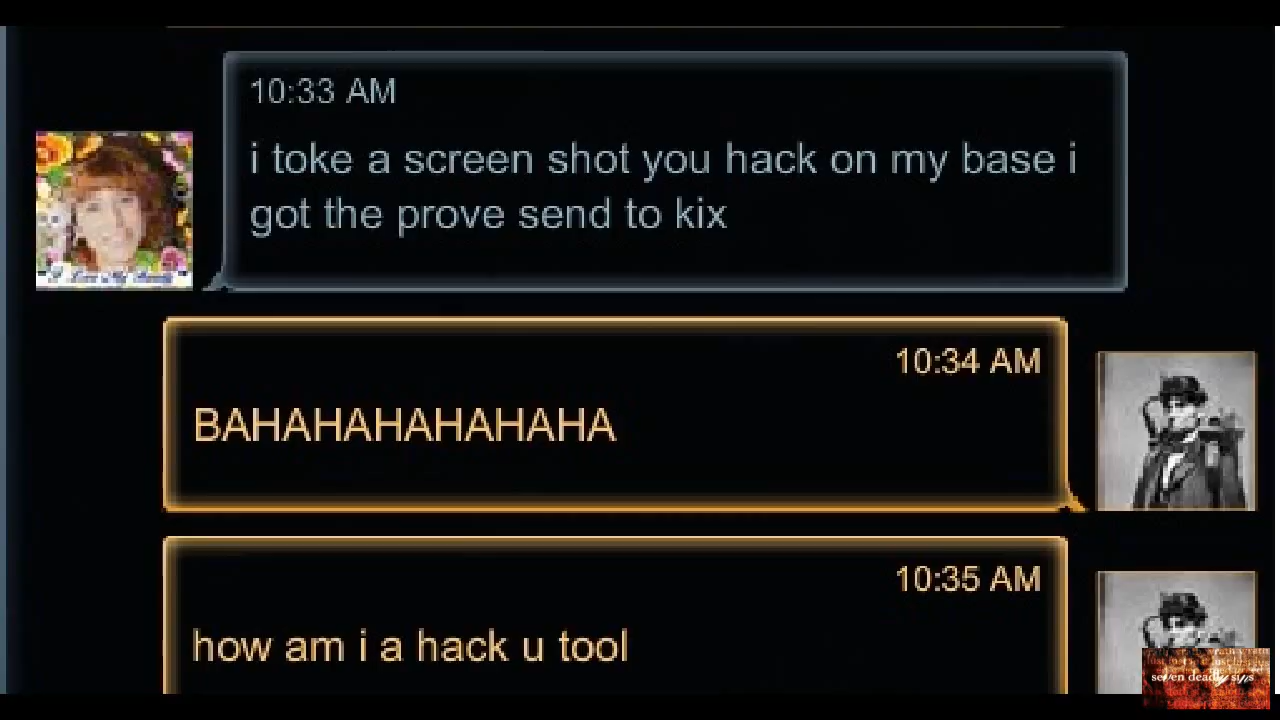 10:33 AM
i toke a screen shot you hack on my base i
got the prove send to kix
10:34 AM
BAHAHAHAHAHAHA
10:35 AM
how am i a hack u tool
seven deadly sins